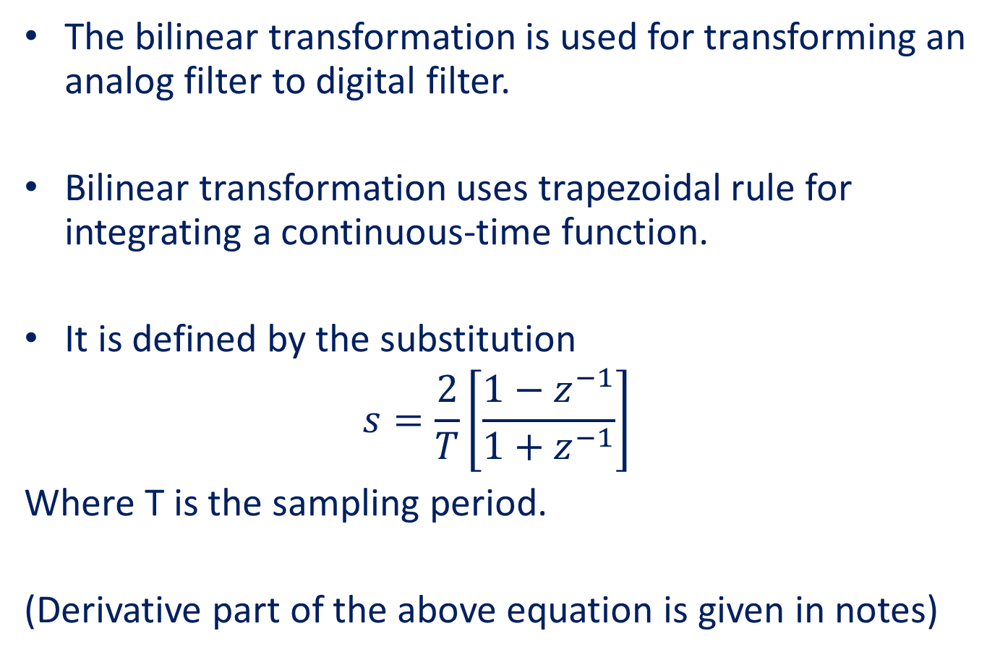 • The bilinear transformation is used for transforming an
analog filter to digital filter.
• Bilinear transformation uses trapezoidal rule for
integrating a continuous-time function.
• It is defined by the substitution
s = \frac{2}{T} \left[ \frac{1 - z^{-1}}{1 + z^{-1}} \right]
Where T is the sampling period.
(Derivative part of the above equation is given in notes)